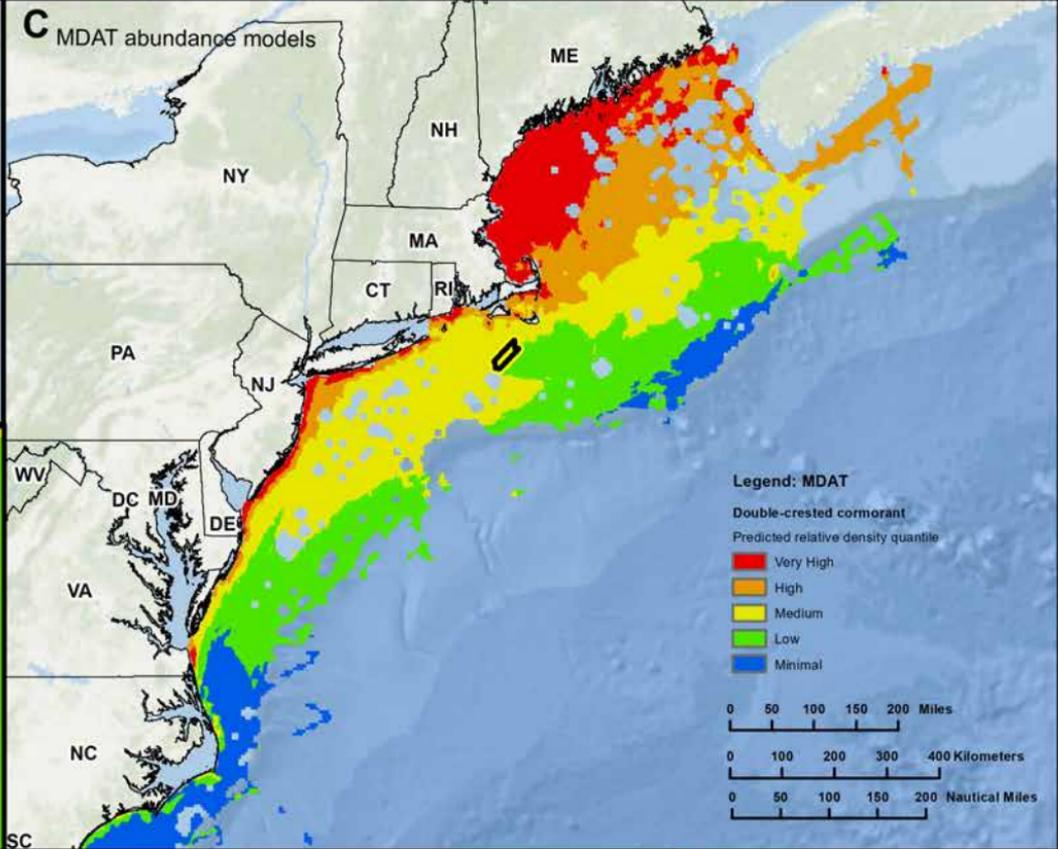 C MDAT abundance models
ME
NH
NY
MA
CT
RI
PA
NJ
WV
DC
MD
DE
VA
NC
SC
Legend: MDAT
Double-crested cormorant
Predicted relative density quantile
Very High
High
Medium
Low
Minimal
0 50 100 150 200 Miles
0 100 200 300 400 Kilometers
0 50 100 150 200 Nautical Miles